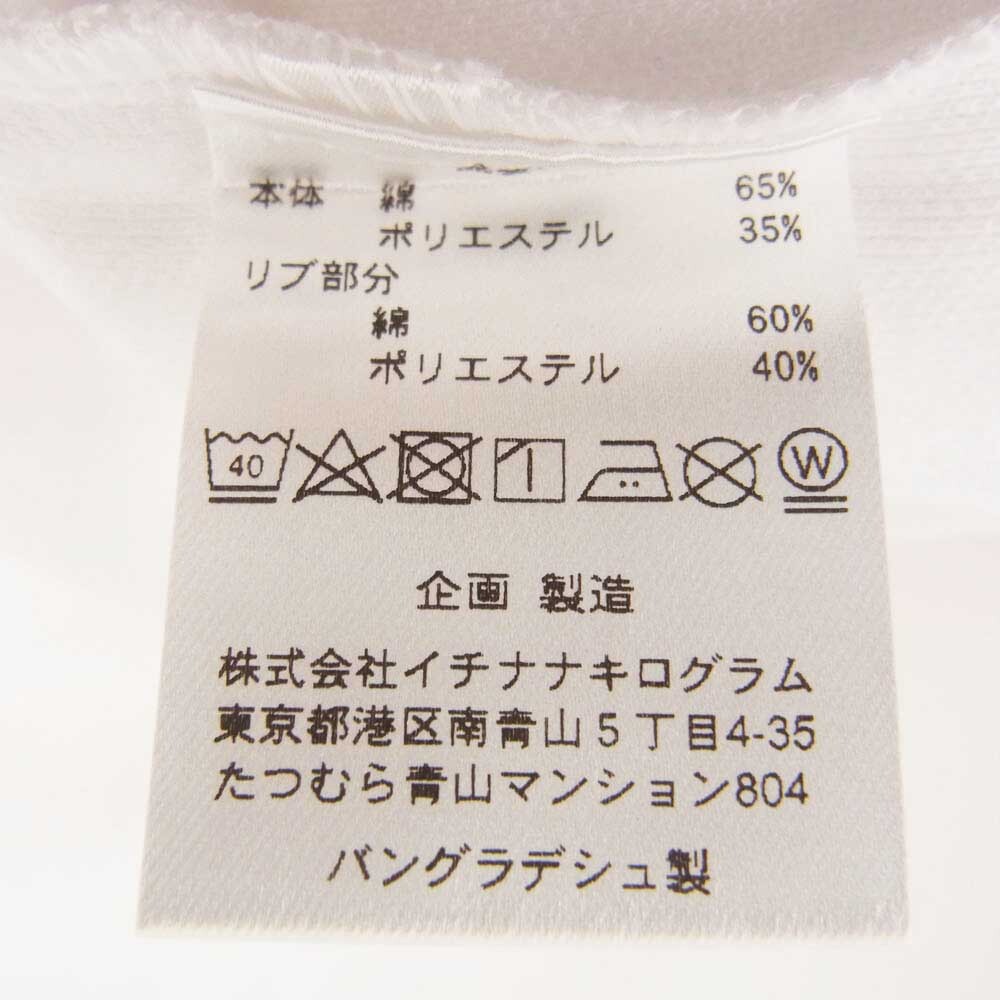 本体 綿 65%
ポリエステル 35%
リブ部分
綿 60%
ポリエステル 40%
40 W
企画 製造
株式会社イチナナキログラム
東京都港区南青山5丁目4-35
たつむら青山マンション804
バングラデシュ製